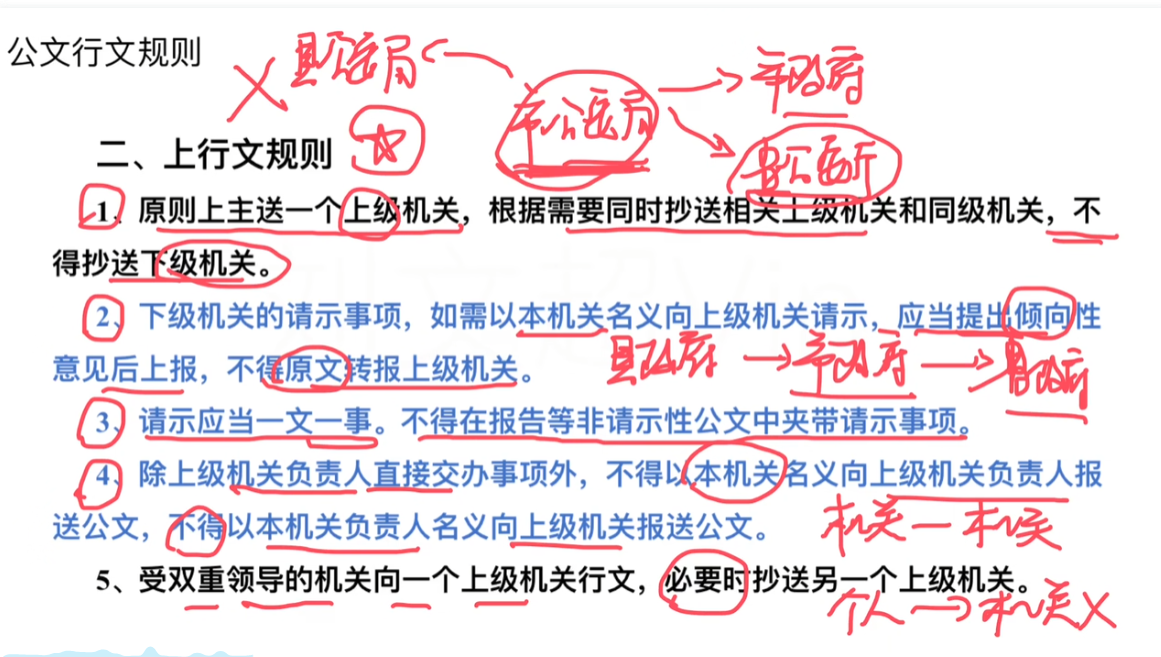 公文行文规则
县公安局
市公安局
市政府
省公安厅
二、上行文规则
1、原则上主送一个上级机关，根据需要同时抄送相关上级机关和同级机关，不
得抄送下级机关。
2、下级机关的请示事项，如需以本机关名义向上级机关请示，应当提出倾向性
意见后上报，不得原文转报上级机关。
县政府 → 市政府 → 省政府
3、请示应当一文一事。不得在报告等非请示性公文中夹带请示事项。
4、除上级机关负责人直接交办事项外，不得以本机关名义向上级机关负责人报
送公文，不得以本机关负责人名义向上级机关报送公文。
机关—机关
5、受双重领导的机关向一个上级机关行文，必要时抄送另一个上级机关。
个人→机关×